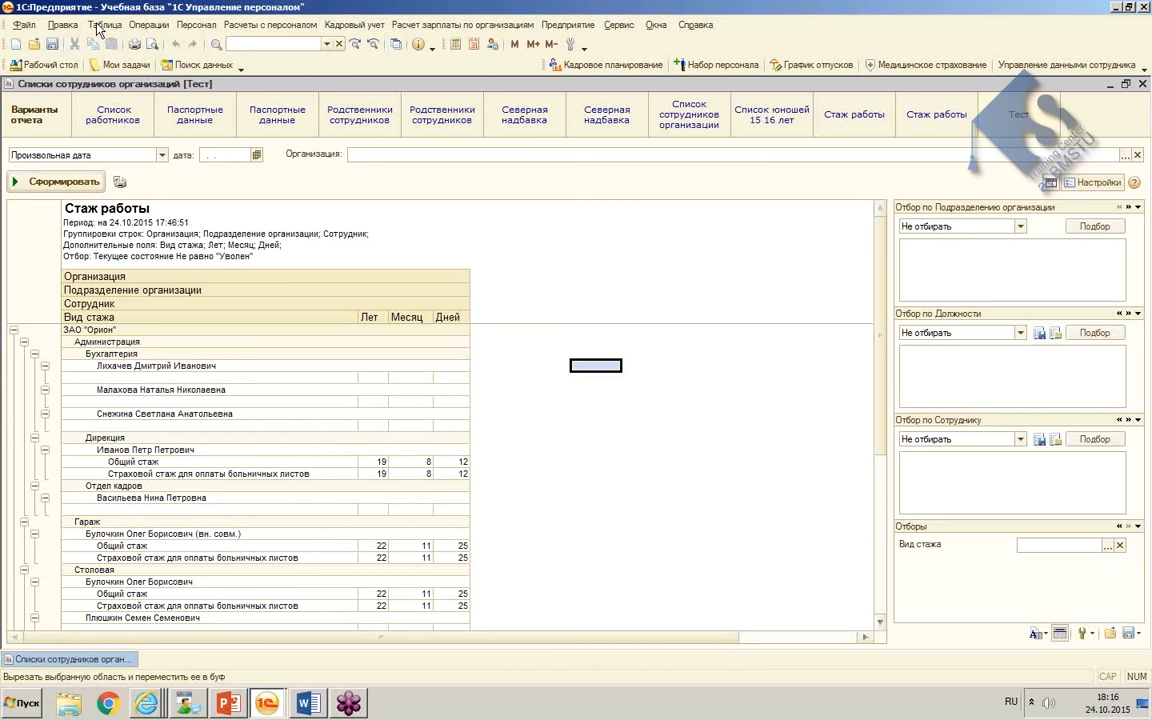 1С:Предприятие - Учебная база "1С Управление персоналом"
Файл Правка Таблица Операции Персонал Расчеты с персоналом Кадровый учет Расчет зарплаты по организациям Предприятие Сервис Окна Справка
M M+ M-
Рабочий стол Мои задачи Поиск данных Кадровое планирование Набор персонала График отпусков Медицинское страхование Управление данными сотрудника
Списки сотрудников организаций [Тест]
Варианты отчета
Список работников
Паспортные данные
Паспортные данные
Родственники сотрудников
Родственники сотрудников
Северная надбавка
Северная надбавка
Список сотрудников организации
Список юношей 15 16 лет
Стаж работы
Стаж работы
Тест
Training Center
@BMSTU
Произвольная дата дата: . . Организация:
Сформировать Настройки
Стаж работы
Период: на 24.10.2015 17:46:51
Группировки строк: Организация; Подразделение организации; Сотрудник;
Дополнительные поля: Вид стажа; Лет; Месяц; Дней;
Отбор: Текущее состояние Не равно "Уволен"
Организация
Подразделение организации
Сотрудник
Вид стажа Лет Месяц Дней
ЗАО "Орион"
Администрация
Бухгалтерия
Лихачев Дмитрий Иванович
Малахова Наталья Николаевна
Снежина Светлана Анатольевна
Дирекция
Иванов Петр Петрович
Общий стаж 19 8 12
Страховой стаж для оплаты больничных листов 19 8 12
Отдел кадров
Васильева Нина Петровна
Гараж
Булочкин Олег Борисович (вн. совм.)
Общий стаж 22 11 25
Страховой стаж для оплаты больничных листов 22 11 25
Столовая
Булочкин Олег Борисович
Общий стаж 22 11 25
Страховой стаж для оплаты больничных листов 22 11 25
Плюшкин Семен Семенович
Отбор по Подразделению организации
Не отбирать Подбор
Отбор по Должности
Не отбирать Подбор
Отбор по Сотруднику
Не отбирать Подбор
Отборы
Вид стажа
Списки сотрудников орган...
Вырезать выбранную область и переместить ее в буф CAP NUM
Пуск RU 18:16
24.10.2015